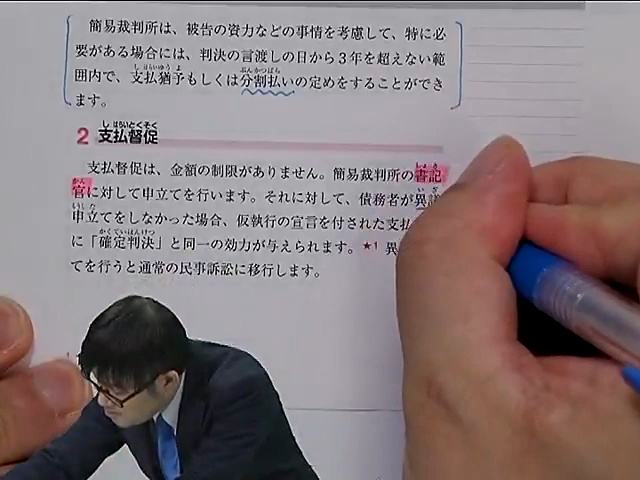 簡易裁判所は、被告の資力などの事情を考慮して、特に必
要がある場合には、判決の言渡しの日から3年を超えない範
囲内で、支払猶予もしくは分割払いの定めをすることができ
ます。
2 支払督促
支払督促は、金額の制限がありません。簡易裁判所の書記
官に対して申立てを行います。それに対して、債務者が異議
申立てをしなかった場合、仮執行の宣言を付された支払
に「確定判決」と同一の効力が与えられます。★1 異
てを行うと通常の民事訴訟に移行します。